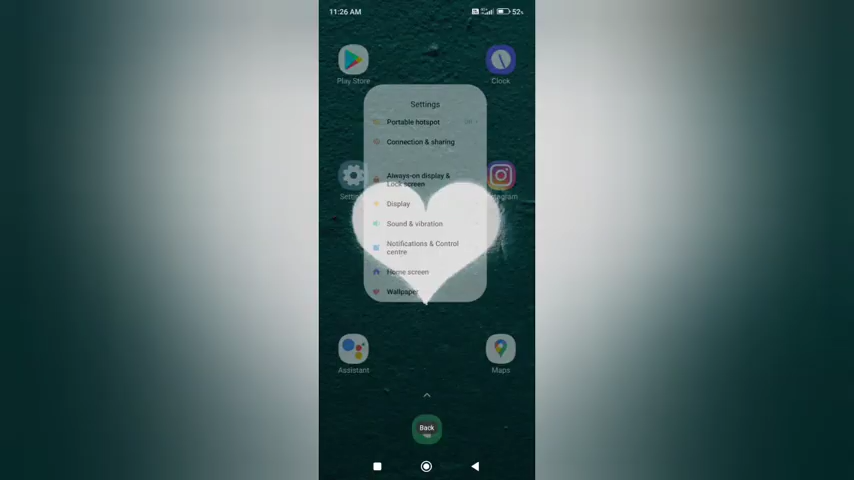 11:26 AM
52%
Play Store
Clock
Settings
Portable hotspot
Connection & sharing
Always-on display &
Lock screen
Display
Sound & vibration
Notifications & Control
centre
Home screen
Wallpaper
Assistant
Maps
Back